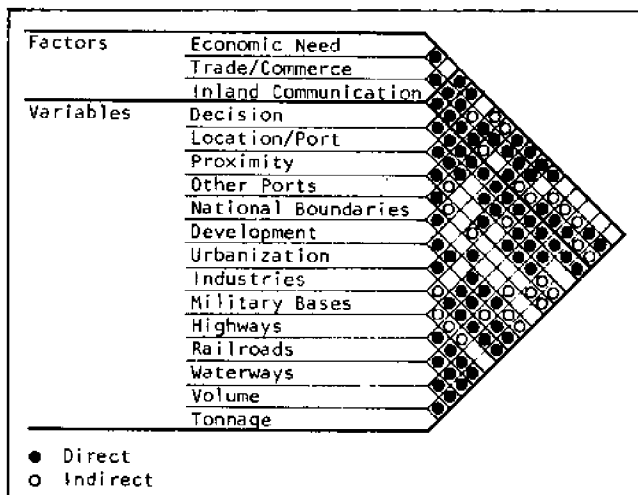 Factors
Economic Need
Trade/Commerce
Inland Communication
Variables
Decision
Location/Port
Proximity
Other Ports
National Boundaries
Development
Urbanization
Industries
Military Bases
Highways
Railroads
Waterways
Volume
Tonnage
Direct
Indirect